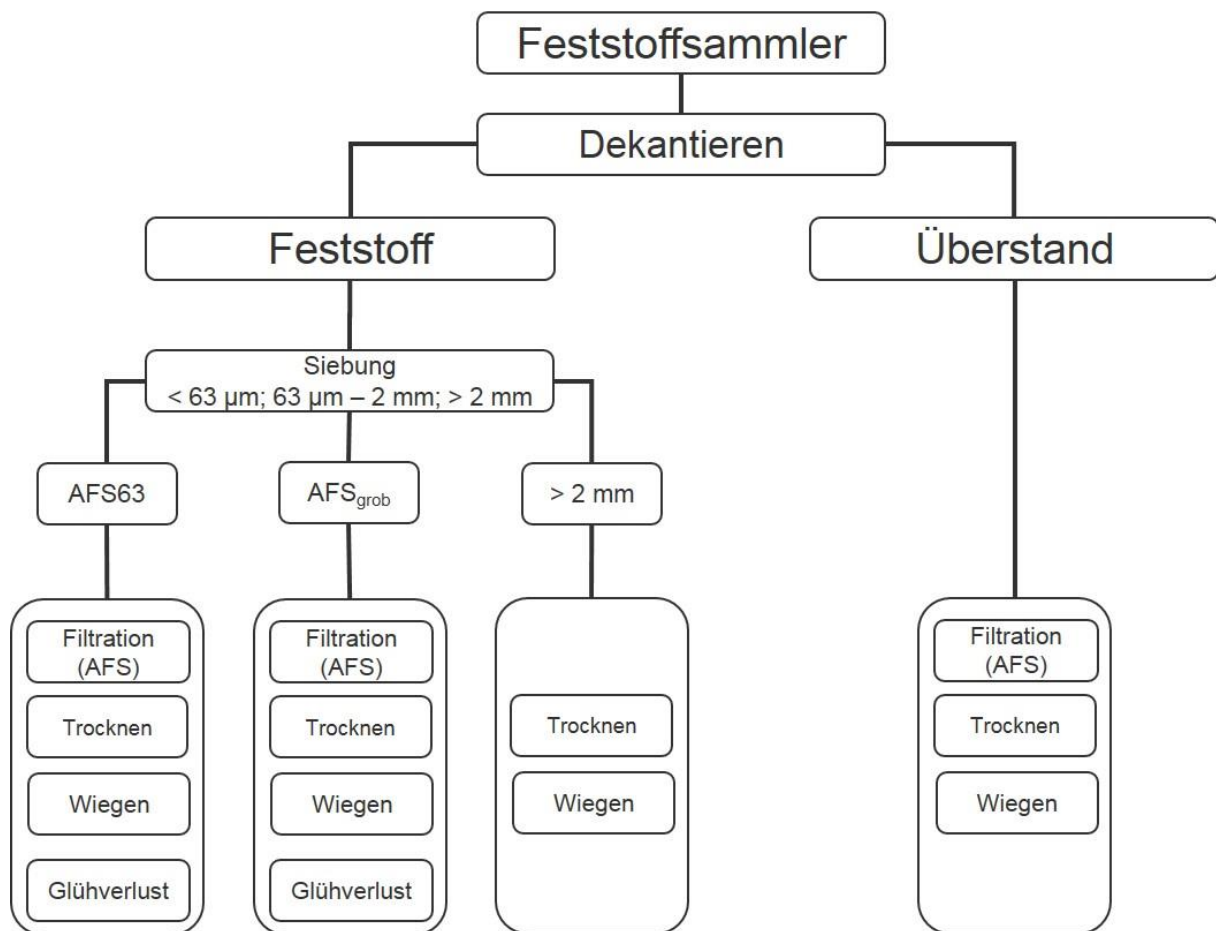 Feststoffsammler
Dekantieren
Feststoff
Überstand
Siebung
< 63 µm; 63 µm – 2 mm; > 2 mm
AFS63
AFSgrob
> 2 mm
Filtration
(AFS)
Trocknen
Wiegen
Glühverlust
Filtration
(AFS)
Trocknen
Wiegen
Glühverlust
Trocknen
Wiegen
Filtration
(AFS)
Trocknen
Wiegen